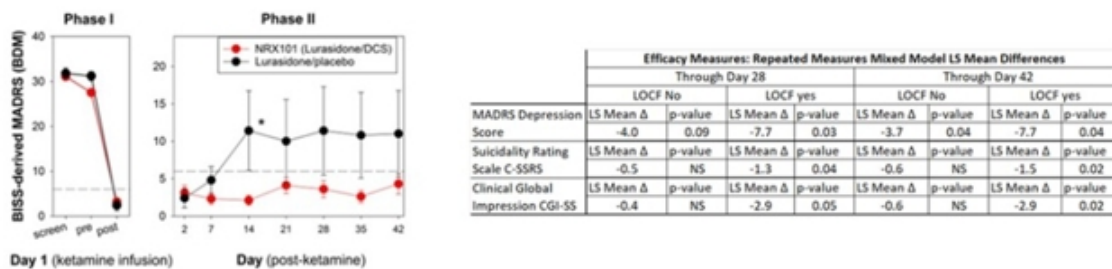 Phase I
Phase II
BISS-derived MADRS (BDM)
40
30
20
10
0
screen
pre
post
Day 1 (ketamine infusion)
20
15
10
5
0
NRX101 (Lurasidone/DCS)
Lurasidone/placebo
*
2 7 14 21 28 35 42
Day (post-ketamine)
Efficacy Measures: Repeated Measures Mixed Model LS Mean Differences
Through Day 28 Through Day 42
LOCF No LOCF yes LOCF No LOCF yes
MADRS Depression LS Mean Δ p-value LS Mean Δ p-value LS Mean Δ p-value LS Mean Δ p-value
Score -4.0 0.09 -7.7 0.03 -3.7 0.04 -7.7 0.04
Suicidality Rating LS Mean Δ p-value LS Mean Δ p-value LS Mean Δ p-value LS Mean Δ p-value
Scale C-SSRS -0.5 NS -1.3 0.04 -0.6 NS -1.5 0.02
Clinical Global LS Mean Δ p-value LS Mean Δ p-value LS Mean Δ p-value LS Mean Δ p-value
Impression CGI-SS -0.4 NS -2.9 0.05 -0.6 NS -2.9 0.02